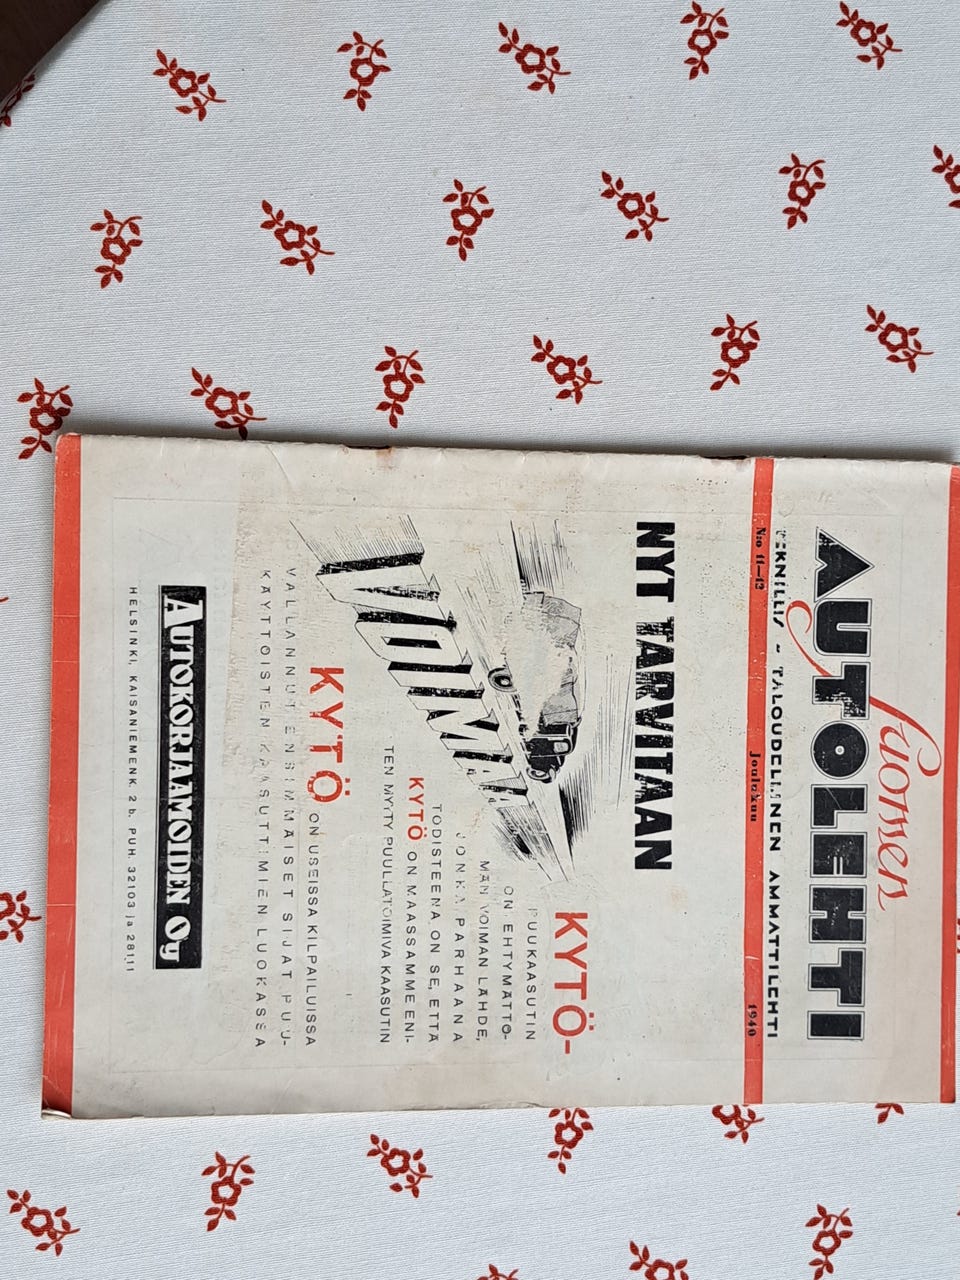 Suomen
AUTOLEHTI
TEKNILLIS - TALOUDELLINEN AMMATTILEHTI
N:o 11—12 Joulukuu 1940
NYT TARVITAAN
VOIMAA
KYTÖ-
PUUKAASUTIN
ON EHTYMÄTTÖ-
MÄN VOIMAN LÄHDE,
JONKA PARHAANA
TODISTEENA ON SE, ETTÄ
KYTÖ ON MAASSAMME ENI-
TEN MYYTY PUULLATOIMIVA KAASUTIN
KYTÖ ON USEISSA KILPAILUISSA
VALLANNUT ENSIMMÄISET SIJAT PUU-
KÄYTTÖISTEN KAASUTTIMIEN LUOKASSA
AUTOKORJAAMOIDEN Oy
HELSINKI, KAISANIEMENK. 2 b. PUH. 32103 ja 28111